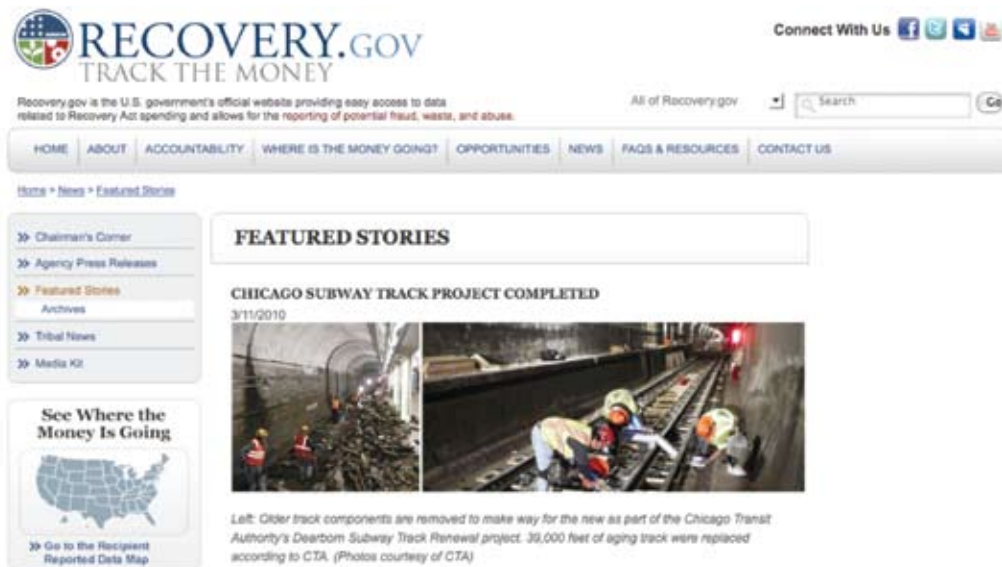 RECOVERY.GOV
TRACK THE MONEY
Connect With Us
Recovery.gov is the U.S. government's official website providing easy access to data
related to Recovery Act spending and allows for the reporting of potential fraud, waste, and abuse.
All of Recovery.gov
Search
Go
HOME ABOUT ACCOUNTABILITY WHERE IS THE MONEY GOING? OPPORTUNITIES NEWS FAQS & RESOURCES CONTACT US
Home > News > Featured Stories
Chairman's Corner
Agency Press Releases
Featured Stories
Archives
Tribal News
Media Kit
See Where the
Money Is Going
Go to the Recipient
Reported Data Map
FEATURED STORIES
CHICAGO SUBWAY TRACK PROJECT COMPLETED
3/11/2010
Left: Older track components are removed to make way for the new as part of the Chicago Transit
Authority's Dearborn Subway Track Renewal project. 39,000 feet of aging track were replaced
according to CTA. (Photos courtesy of CTA)